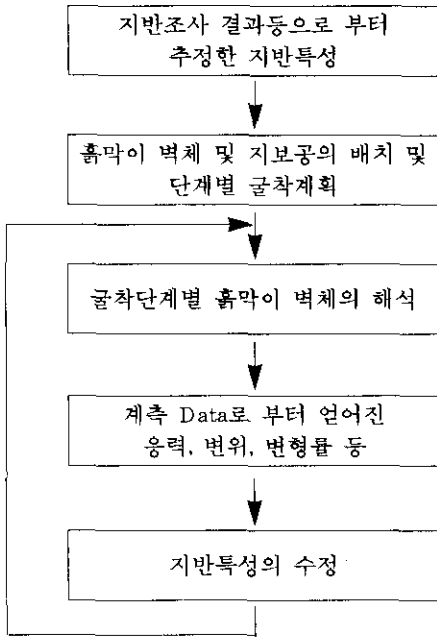 지반조사 결과등으로 부터
추정한 지반특성
흙막이 벽체 및 지보공의 배치 및
단계별 굴착계획
굴착단계별 흙막이 벽체의 해석
계측 Data로 부터 얻어진
응력, 변위, 변형률 등
지반특성의 수정